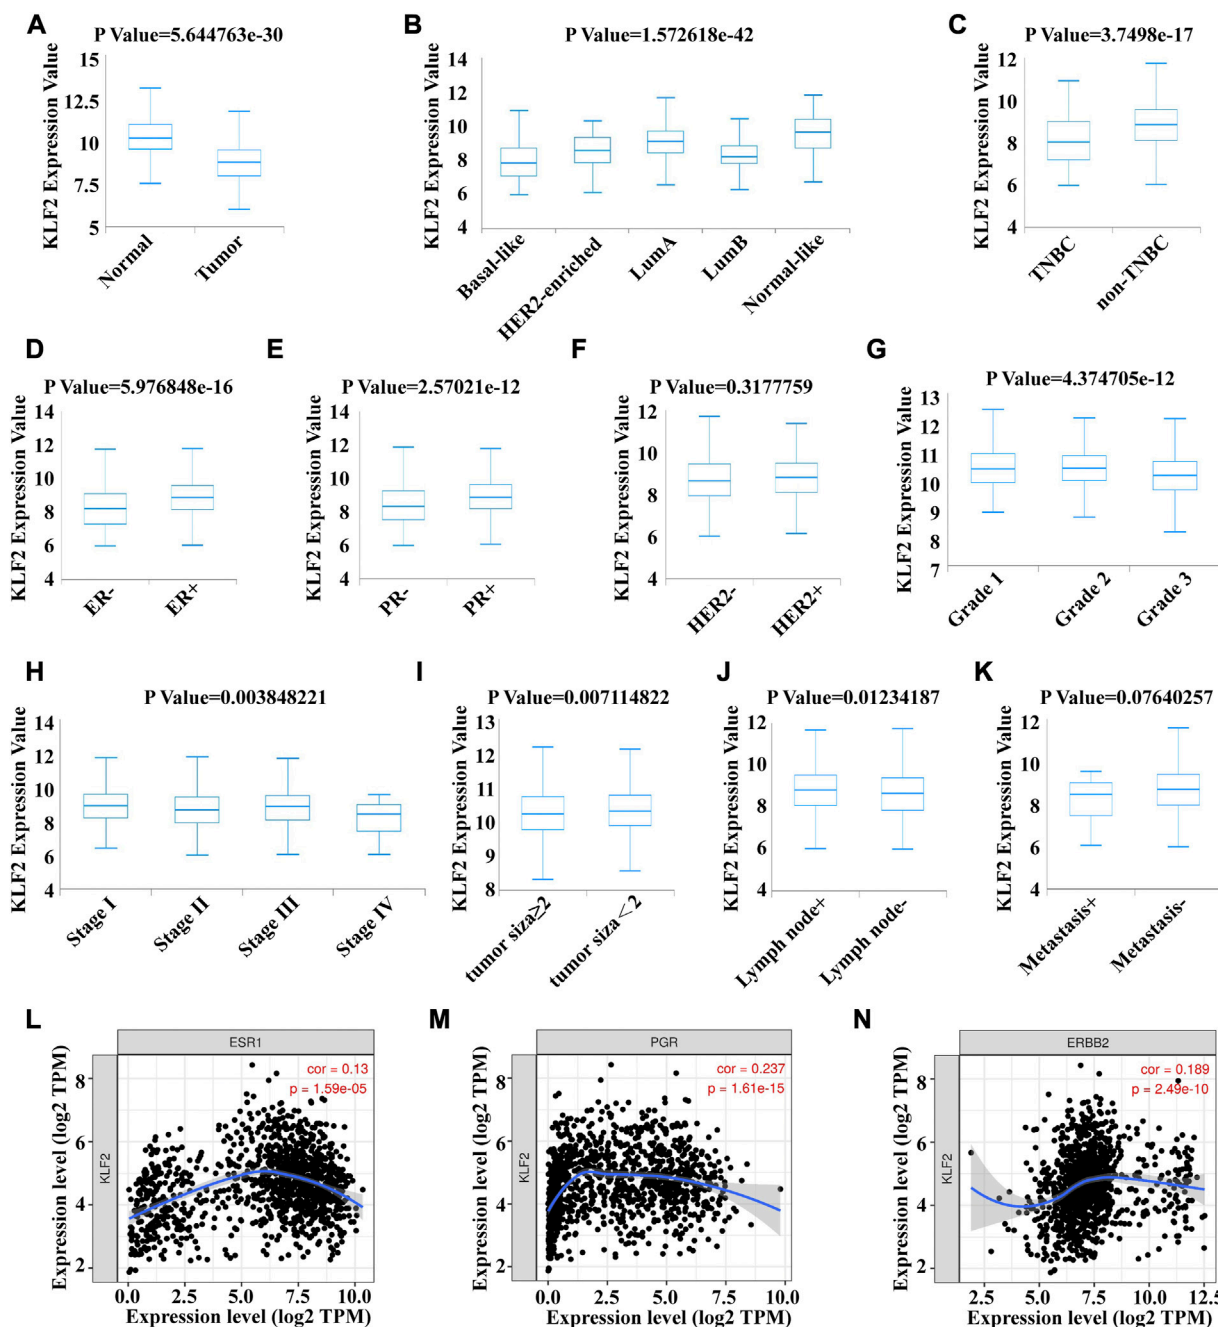 A
P Value=5.644763e-30
KLF2 Expression Value
15
12.5
10
7.5
5
Normal
Tumor
B
P Value=1.572618e-42
KLF2 Expression Value
14
12
10
8
6
4
Basal-like
HER2-enriched
LumA
LumB
Normal-like
C
P Value=3.7498e-17
KLF2 Expression Value
12
10
8
6
4
TNBC
non-TNBC
D
P Value=5.976848e-16
KLF2 Expression Value
14
12
10
8
6
4
ER-
ER+
E
P Value=2.57021e-12
KLF2 Expression Value
14
12
10
8
6
4
PR-
PR+
F
P Value=0.3177759
KLF2 Expression Value
12
10
8
6
4
HER2-
HER2+
G
P Value=4.374705e-12
KLF2 Expression Value
13
12
11
10
9
8
7
Grade 1
Grade 2
Grade 3
H
P Value=0.003848221
KLF2 Expression Value
14
12
10
8
6
4
Stage I
Stage II
Stage III
Stage IV
I
P Value=0.007114822
KLF2 Expression Value
13
12
11
10
9
8
tumor siza≥2
tumor siza<2
J
P Value=0.01234187
KLF2 Expression Value
12
10
8
6
4
Lymph node+
Lymph node-
K
P Value=0.07640257
KLF2 Expression Value
12
10
8
6
4
Metastasis+
Metastasis-
L
ESR1
KLF2
Expression level (log2 TPM)
cor = 0.13
p = 1.59e-05
8
6
4
2
0.0
2.5
5.0
7.5
10.0
Expression level (log2 TPM)
M
PGR
KLF2
Expression level (log2 TPM)
cor = 0.237
p = 1.61e-15
8
6
4
2
0.0
2.5
5.0
7.5
10.0
Expression level (log2 TPM)
N
ERBB2
KLF2
Expression level (log2 TPM)
cor = 0.189
p = 2.49e-10
8
6
4
2
2.5
5.0
7.5
10.0
12.5
Expression level (log2 TPM)